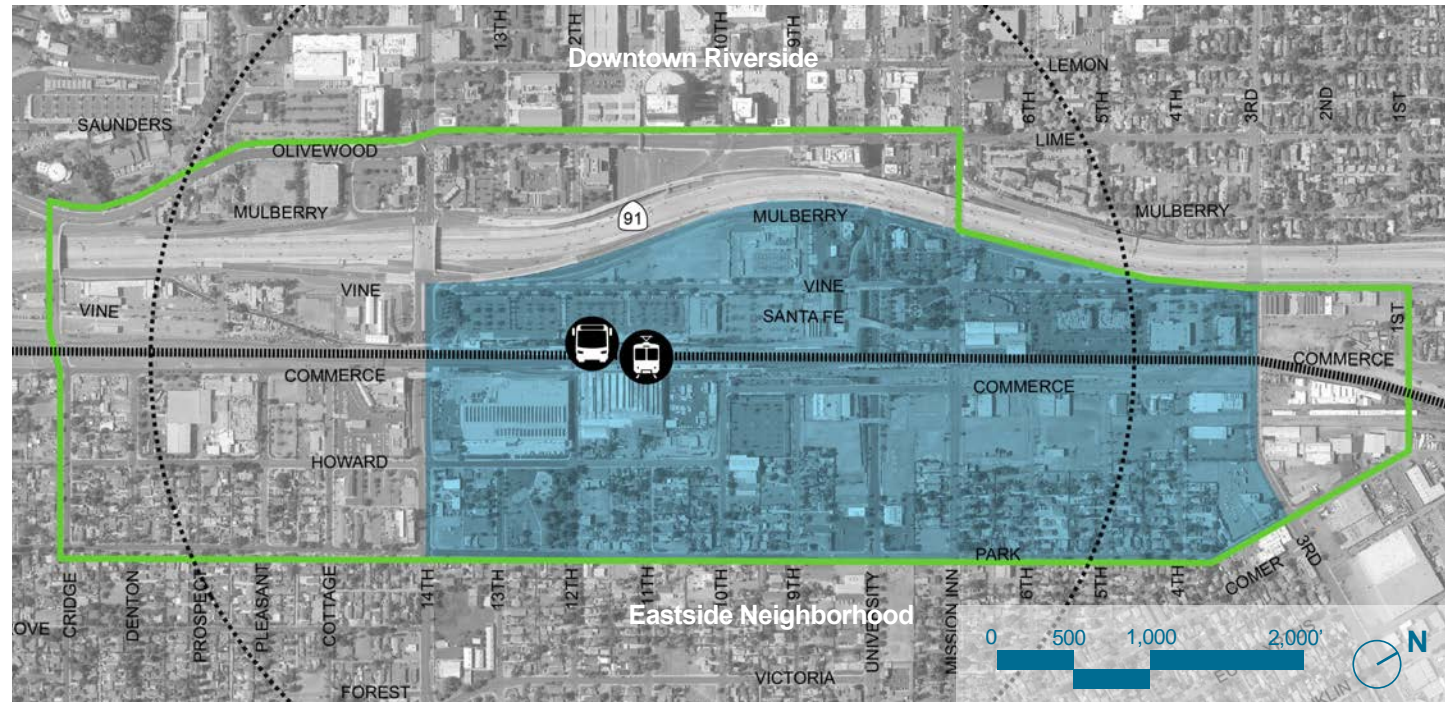 13TH
12TH
10TH
9TH
Downtown Riverside
LEMON
6TH
5TH
4TH
3RD
2ND
1ST
SAUNDERS
OLIVEWOOD
LIME
MULBERRY
91
MULBERRY
MULBERRY
VINE
VINE
VINE
SANTA FE
1ST
COMMERCE
COMMERCE
COMMERCE
HOWARD
PARK
3RD
COMER
OVE
CRIDGE
DENTON
PROSPECT
PLEASANT
COTTAGE
14TH
13TH
12TH
11TH
10TH
9TH
UNIVERSITY
MISSION INN
6TH
5TH
4TH
Eastside Neighborhood
0 500 1,000 2,000'
N
VICTORIA
FOREST